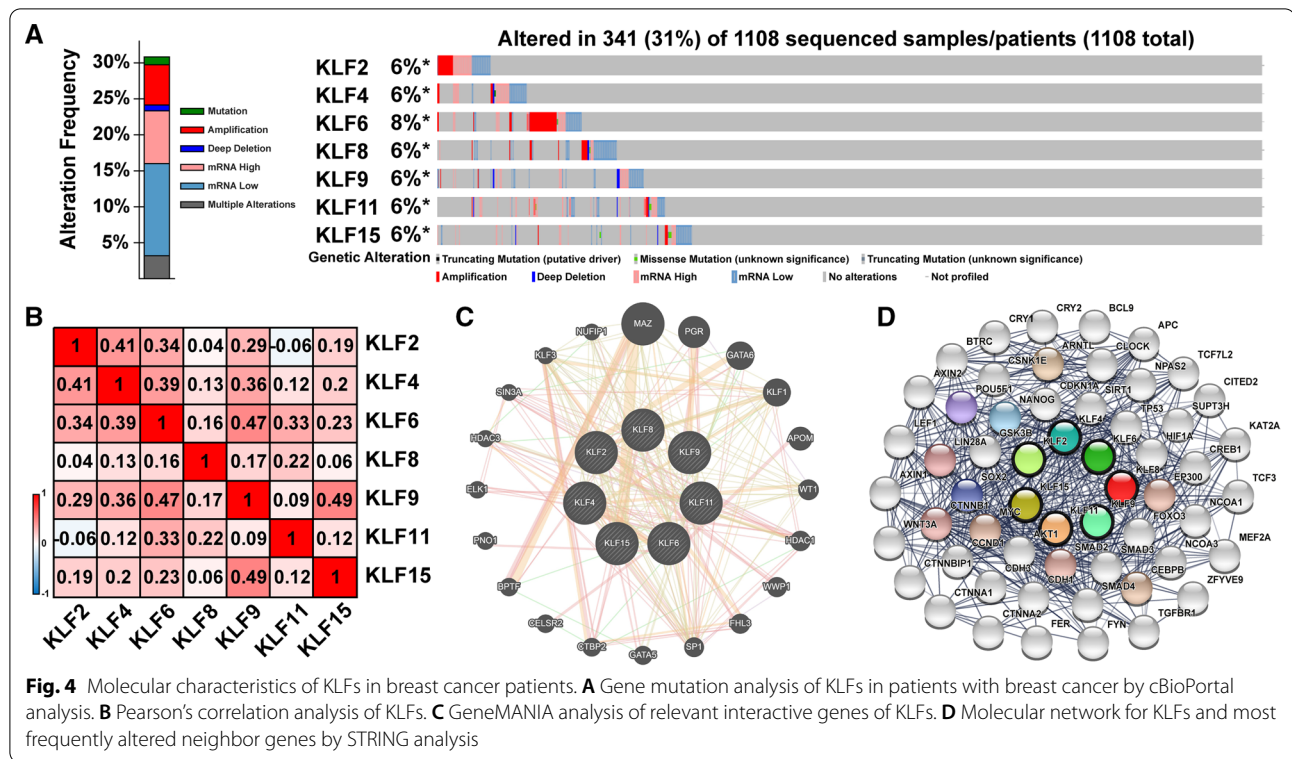 A
Altered in 341 (31%) of 1108 sequenced samples/patients (1108 total)
Alteration Frequency
30%
25%
20%
15%
10%
5%
Mutation
Amplification
Deep Deletion
mRNA High
mRNA Low
Multiple Alterations
KLF2 6%*
KLF4 6%*
KLF6 8%*
KLF8 6%*
KLF9 6%*
KLF11 6%*
KLF15 6%*
Genetic Alteration
Truncating Mutation (putative driver)
Missense Mutation (unknown significance)
Truncating Mutation (unknown significance)
Amplification
Deep Deletion
mRNA High
mRNA Low
No alterations
Not profiled
B
1 0.41 0.34 0.04 0.29 -0.06 0.19 KLF2
0.41 1 0.39 0.13 0.36 0.12 0.2 KLF4
0.34 0.39 1 0.16 0.47 0.33 0.23 KLF6
0.04 0.13 0.16 1 0.17 0.22 0.06 KLF8
0.29 0.36 0.47 0.17 1 0.09 0.49 KLF9
-0.06 0.12 0.33 0.22 0.09 1 0.12 KLF11
0.19 0.2 0.23 0.06 0.49 0.12 1 KLF15
KLF2 KLF4 KLF6 KLF8 KLF9 KLF11 KLF15
1
0
-1
C
MAZ
NUFIP1
PGR
KLF3
GATA6
SIN3A
KLF1
HDAC3
KLF8
APOM
KLF2
KLF9
ELK1
WT1
KLF4
KLF11
PNO1
HDAC1
KLF15
KLF6
BPTF
WWP1
CELSR2
FHL3
CTBP2
GATA5
SP1
D
CRY2
BCL9
CRY1
APC
BTRC
ARNTL
CLOCK
CSNK1E
TCF7L2
AXIN2
NPAS2
POU5F1
CDKN1A
SIRT1
CITED2
NANOG
SUPT3H
LEF1
GSK3B
KLF4
TP53
KLF2
KLF6
HIF1A
KAT2A
LIN28A
CREB1
AXIN1
SOX2
KLF8
EP300
TCF3
KLF15
KLF9
CTNNB1
NCOA1
MYC
KLF11
FOXO3
WNT3A
CCND1
AKT1
SMAD2
SMAD3
NCOA3
MEF2A
CTNNBIP1
CDH3
CDH1
CEBPB
ZFYVE9
CTNNA1
SMAD4
CTNNA2
TGFBR1
FER
FYN
Fig. 4 Molecular characteristics of KLFs in breast cancer patients. A Gene mutation analysis of KLFs in patients with breast cancer by cBioPortal
analysis. B Pearson's correlation analysis of KLFs. C GeneMANIA analysis of relevant interactive genes of KLFs. D Molecular network for KLFs and most
frequently altered neighbor genes by STRING analysis